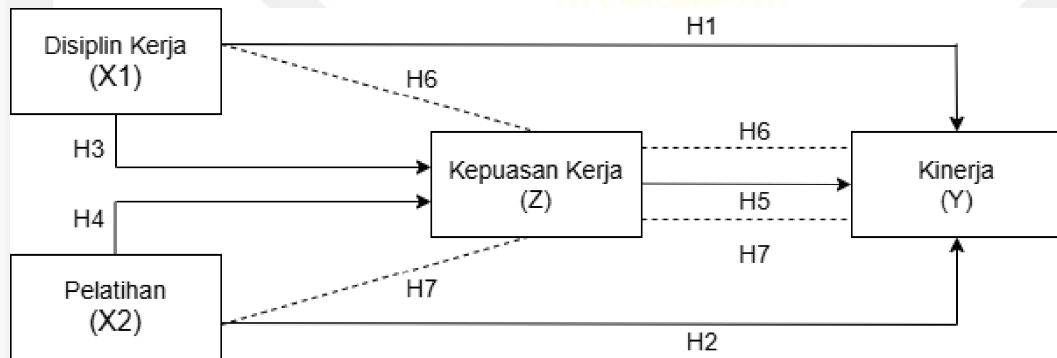 H1
Disiplin Kerja
(X1)
H6
H3
H6
Kepuasan Kerja
(Z)
Kinerja
(Y)
H4
H5
H7
H7
Pelatihan
(X2)
H2